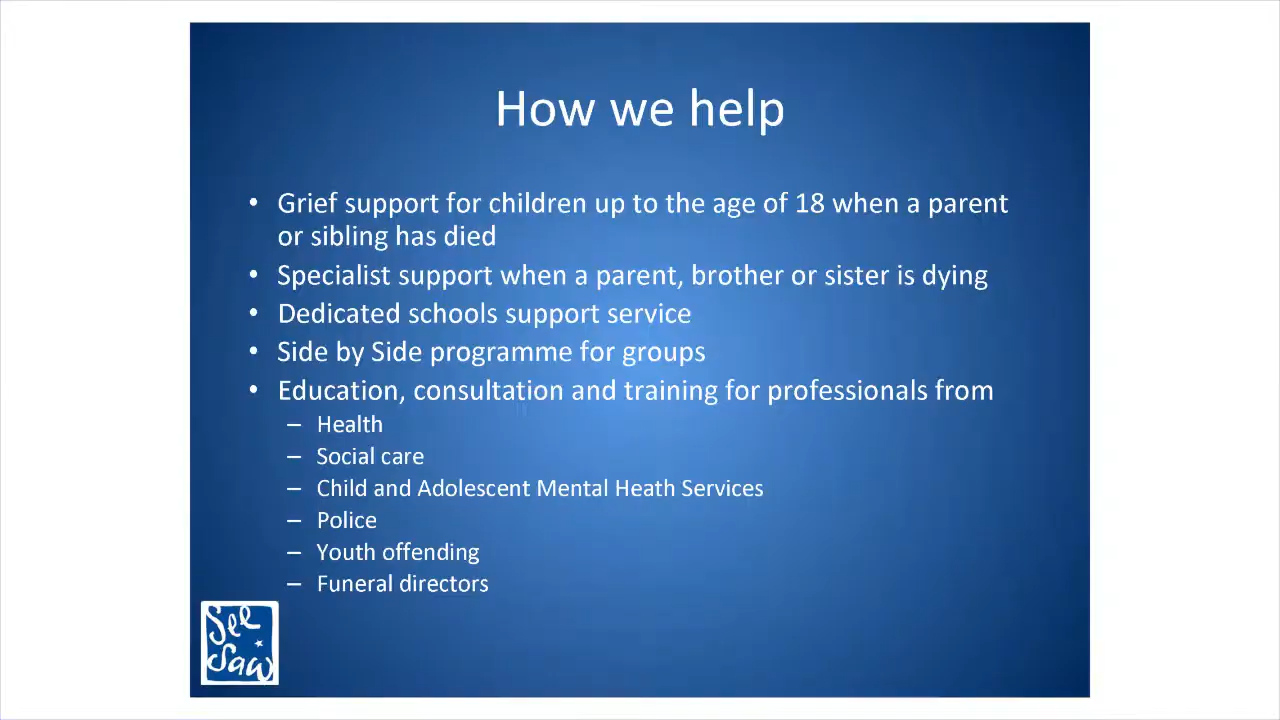 How we help
• Grief support for children up to the age of 18 when a parent
or sibling has died
• Specialist support when a parent, brother or sister is dying
• Dedicated schools support service
• Side by Side programme for groups
• Education, consultation and training for professionals from
– Health
– Social care
– Child and Adolescent Mental Heath Services
– Police
– Youth offending
– Funeral directors
See
Saw